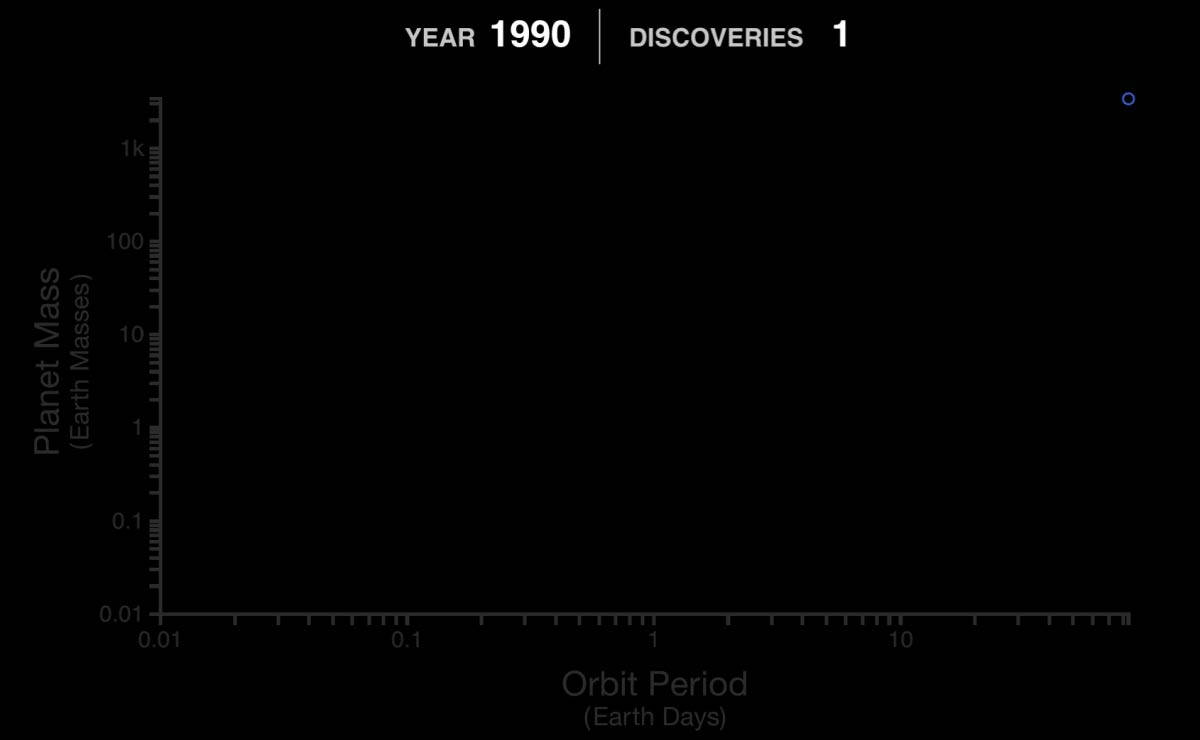 YEAR 1990 DISCOVERIES 1
1k
100
10
1
0.1
0.01
Planet Mass
(Earth Masses)
0.01 0.1 1 10
Orbit Period
(Earth Days)